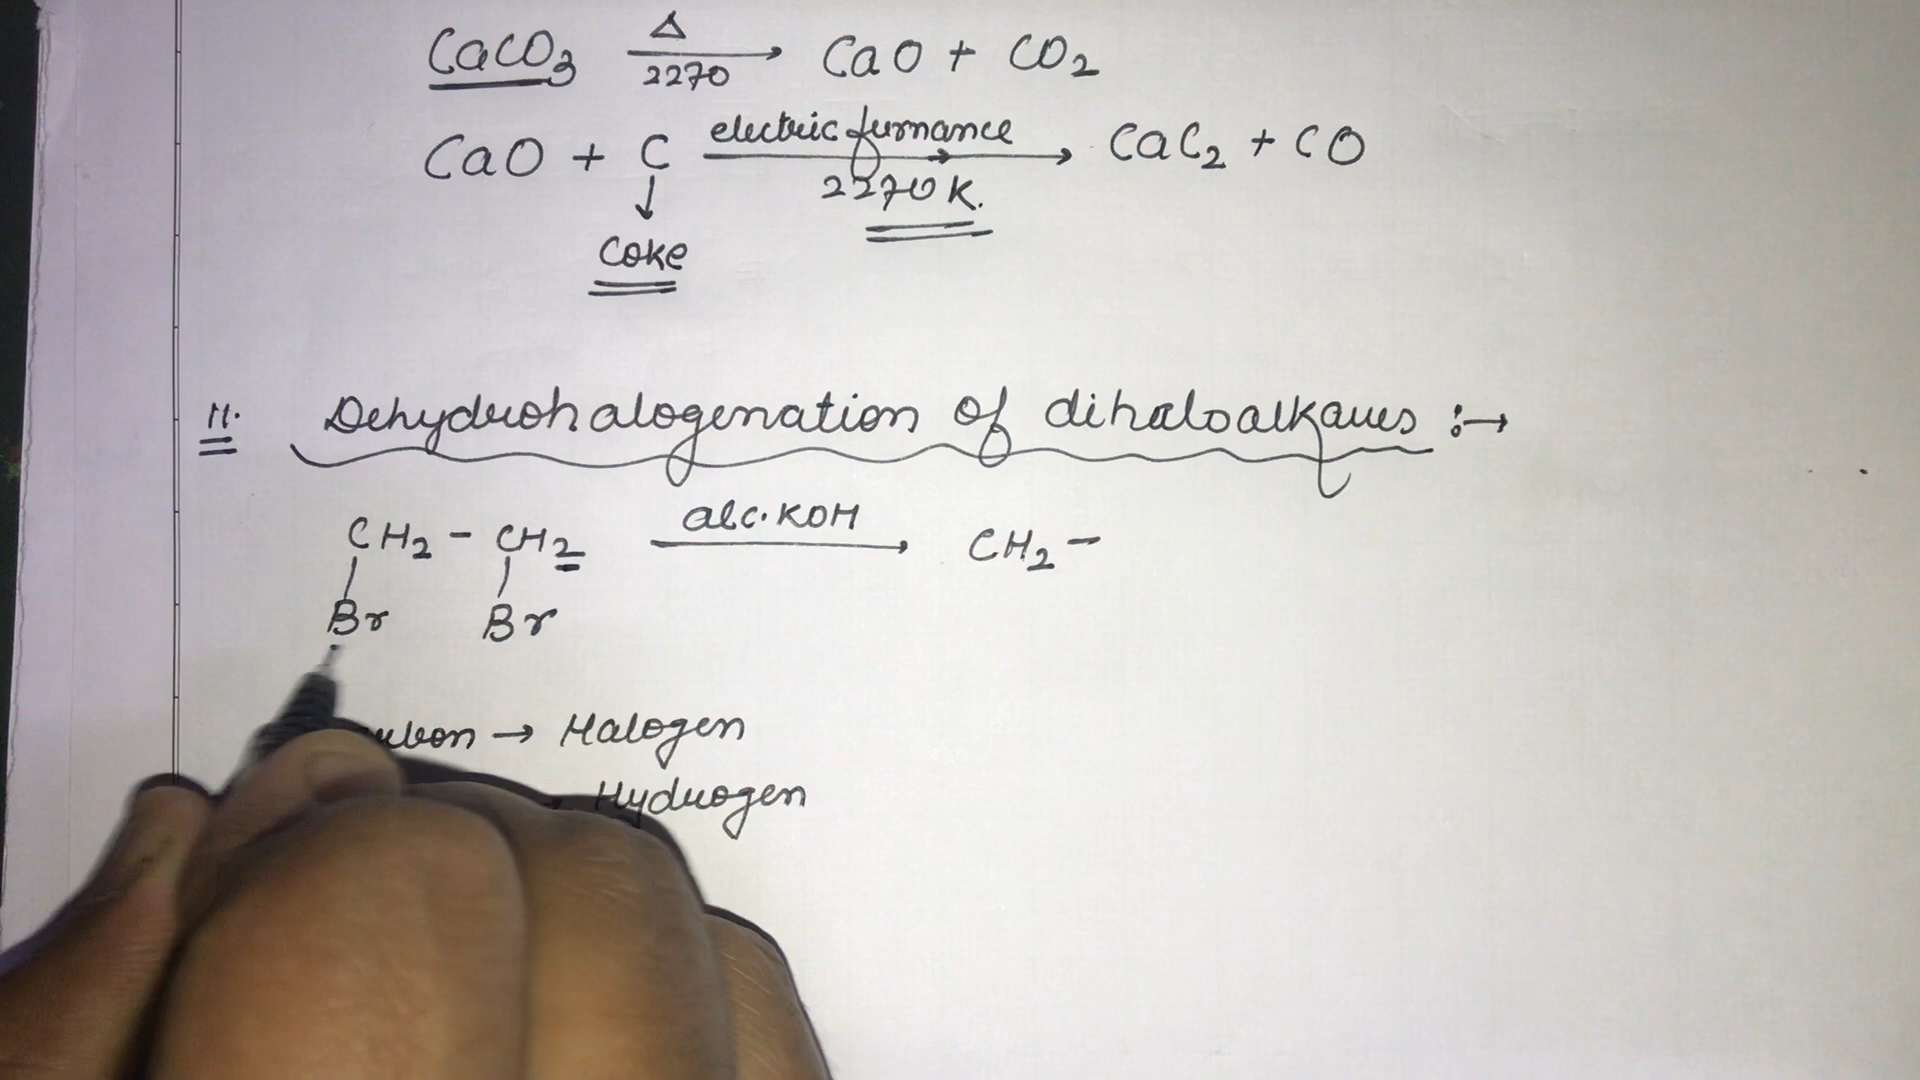 CaCO3 Δ 2270 → CaO + CO2
CaO + C electric furnance 2270 K. → CaC2 + CO
↓
Coke
11. Dehydrohalogenation of dihaloalkanes :→
CH2 - CH2 alc. KOH → CH2 -
Br Br
→ Halogen
Hydrogen